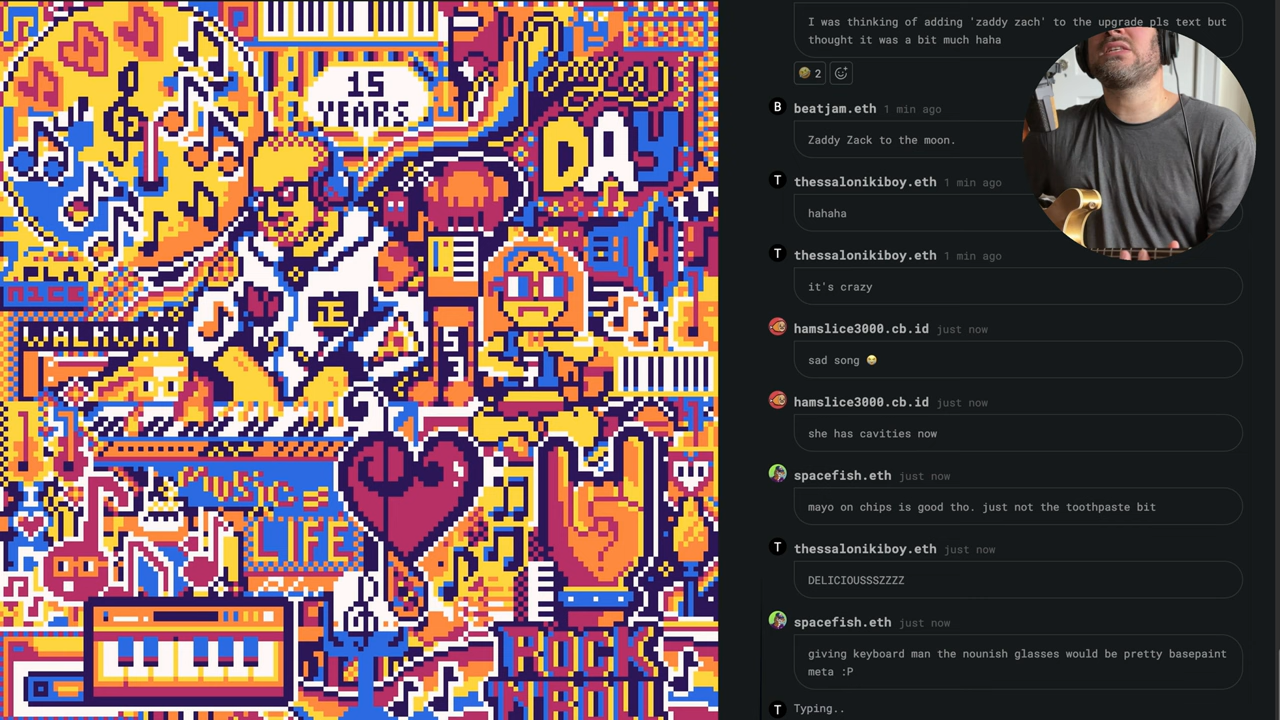 15
YEARS
DAY
PLAY
NICE
WALKWAY
MUSIC =
LIFE
ROCK
I was thinking of adding 'zaddy zach' to the upgrade pls text but
thought it was a bit much haha
2
B beatjam.eth 1 min ago
Zaddy Zack to the moon.
T thessalonikiboy.eth 1 min ago
hahaha
T thessalonikiboy.eth 1 min ago
it's crazy
hamslice3000.cb.id just now
sad song 😭
hamslice3000.cb.id just now
she has cavities now
spacefish.eth just now
mayo on chips is good tho. just not the toothpaste bit
T thessalonikiboy.eth just now
DELICIOUSSSZZZZ
spacefish.eth just now
giving keyboard man the nounish glasses would be pretty basepaint
meta :P
T Typing..